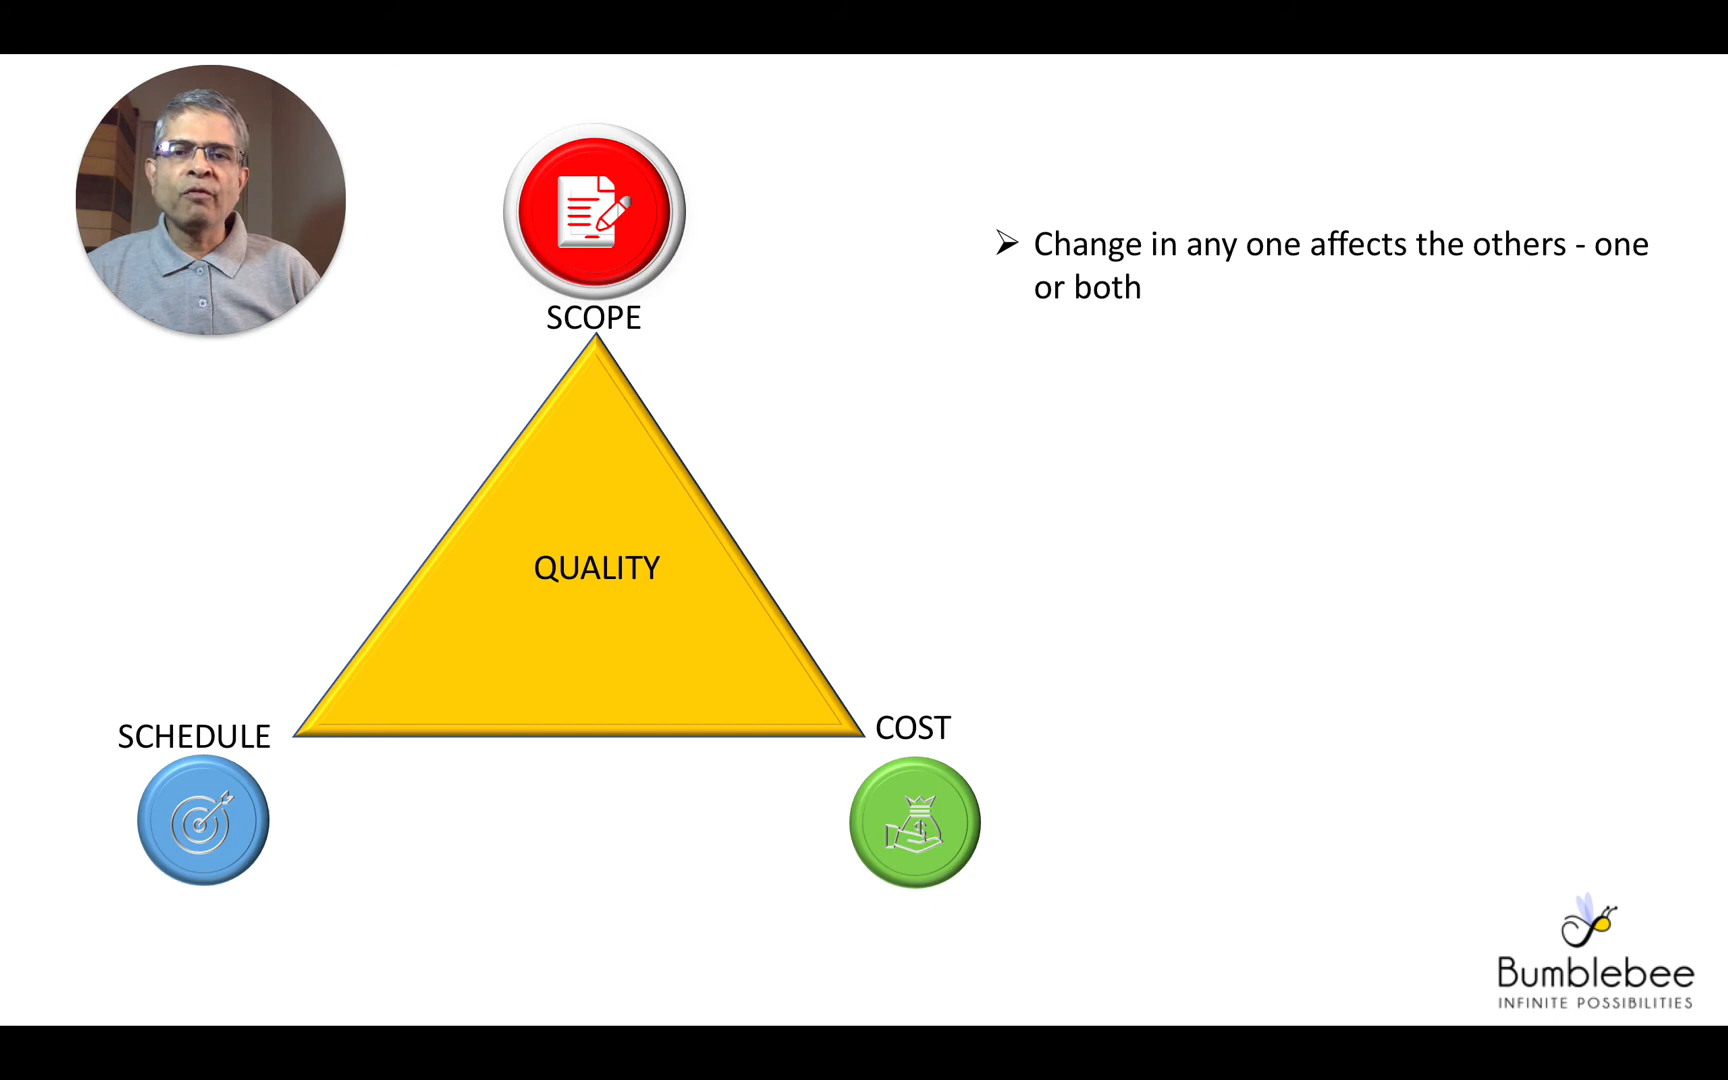 SCOPE
Change in any one affects the others - one
or both
QUALITY
SCHEDULE
COST
$
Bumblebee
INFINITE POSSIBILITIES